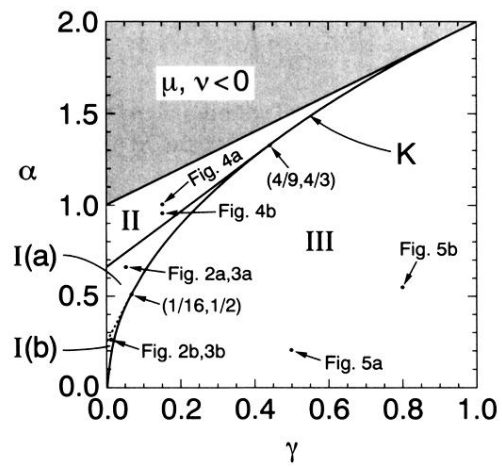 2.0
μ, ν<0
1.5
K
α
Fig. 4a
(4/9,4/3)
1.0
II
Fig. 4b
III
I(a)
Fig. 2a,3a
Fig. 5b
0.5
(1/16,1/2)
I(b)
Fig. 2b,3b
Fig. 5a
0.0
0.0 0.2 0.4 0.6 0.8 1.0
γ